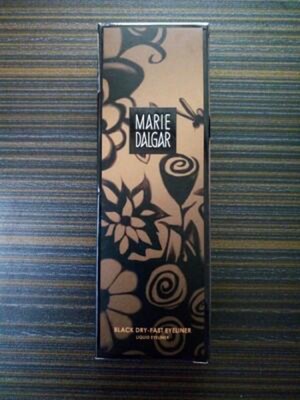 MARIE
DALGAR
BLACK DRY-FAST EYELINER
LIQUID EYELINER